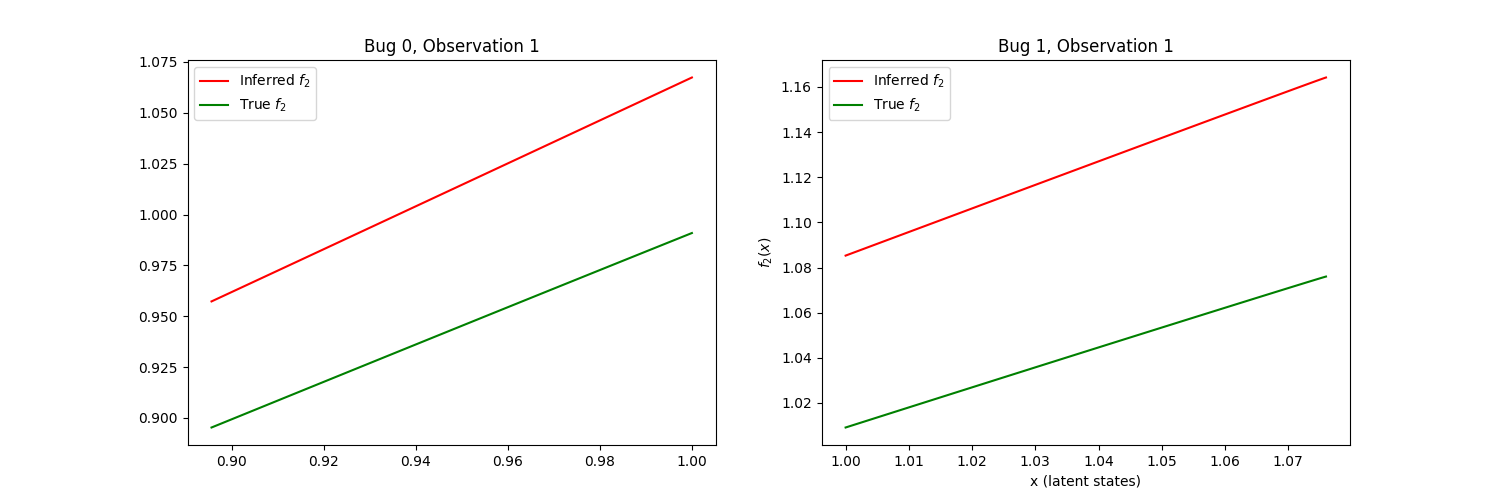 Bug 0, Observation 1
Inferred f₂
True f₂
1.075
1.050
1.025
1.000
0.975
0.950
0.925
0.900
0.90 0.92 0.94 0.96 0.98 1.00
Bug 1, Observation 1
Inferred f₂
True f₂
f₂(x)
1.16
1.14
1.12
1.10
1.08
1.06
1.04
1.02
1.00 1.01 1.02 1.03 1.04 1.05 1.06 1.07
x (latent states)